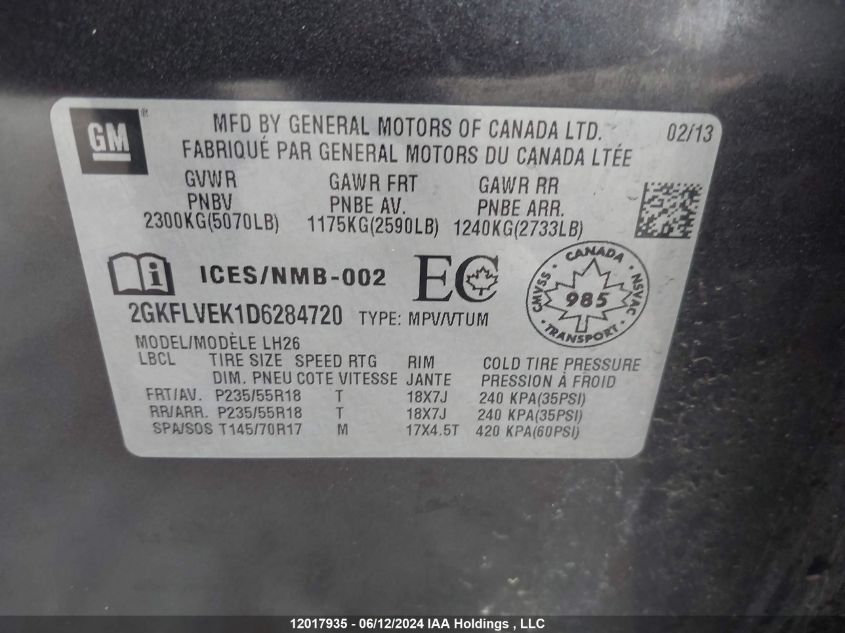 GM ® MFD BY GENERAL MOTORS OF CANADA LTD. 02/13
FABRIQUÉ PAR GENERAL MOTORS DU CANADA LTÉE
GVWR GAWR FRT GAWR RR
PNBV PNBE AV. PNBE ARR.
2300KG(5070LB) 1175KG(2590LB) 1240KG(2733LB)
i ICES/NMB-002 EC
CANADA
CMVSS 985 NSVAC
TRANSPORT
2GKFLVEK1D6284720 TYPE: MPV/VTUM
MODEL/MODÈLE LH26
LBCL TIRE SIZE SPEED RTG RIM COLD TIRE PRESSURE
DIM. PNEU COTE VITESSE JANTE PRESSION À FROID
FRT/AV. P235/55R18 T 18X7J 240 KPA(35PSI)
RR/ARR. P235/55R18 T 18X7J 240 KPA(35PSI)
SPA/SOS T145/70R17 M 17X4.5T 420 KPA(60PSI)
12017935 - 06/12/2024 IAA Holdings , LLC